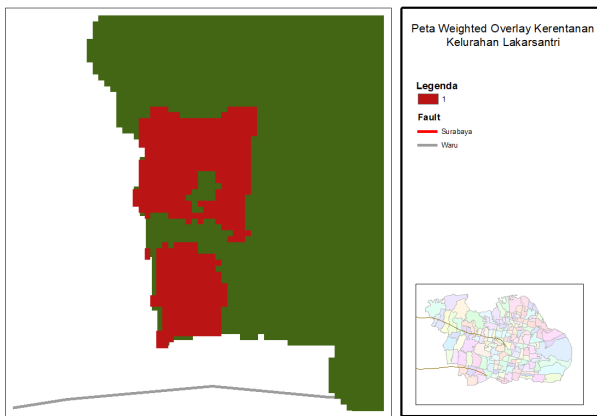 Peta Weighted Overlay Kerentanan
Kelurahan Lakarsantri
Legenda
1
Fault
Surabaya
Waru